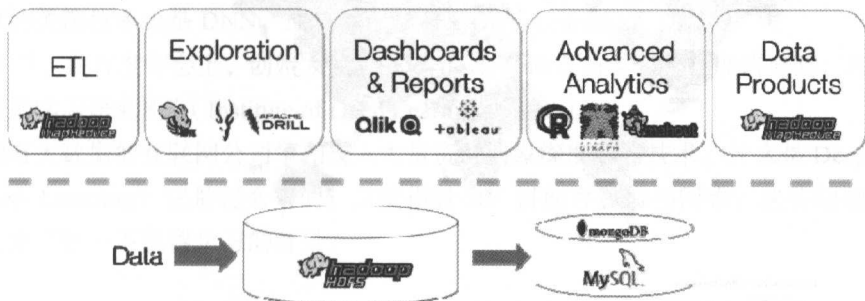 ETL
hadoop
MapReduce
Exploration
APACHE
DRILL
Dashboards
& Reports
Qlik
+ableau
Advanced
Analytics
R
APACHE
GIRAPH
mahout
Data
Products
hadoop
MapReduce
Data
hadoop
HDFS
mongoDB
MySQL